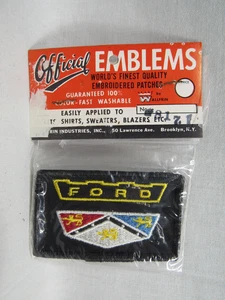 Official EMBLEMS
WORLD'S FINEST QUALITY
EMBROIDERED PATCHES
GUARANTEED 100%
FAST WASHABLE
EASILY APPLIED TO
SHIRTS, SWEATERS, BLAZERS, ETC.
INDUSTRIES, INC., 50 Lawrence Ave. Brooklyn, N.Y.
FORD